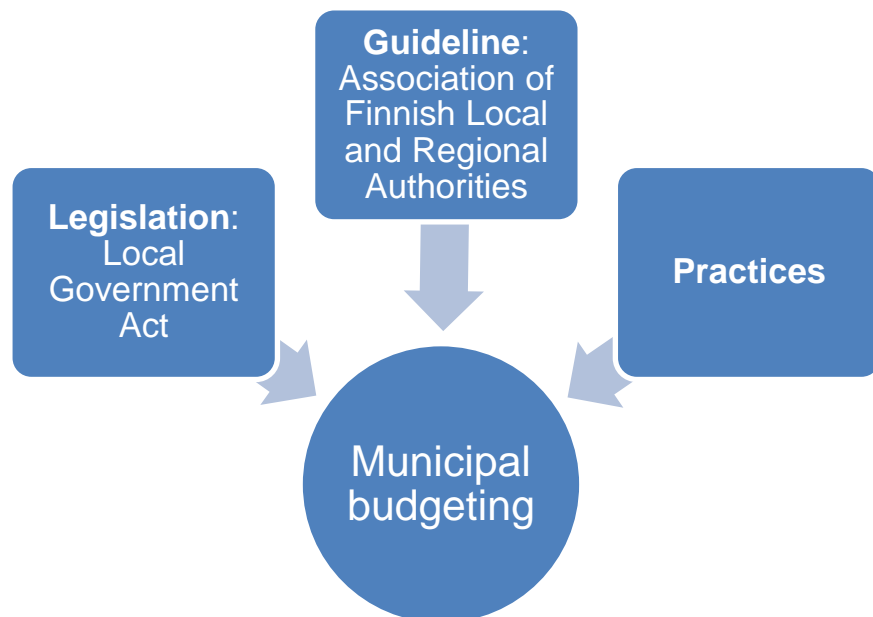 Guideline:
Association of
Finnish Local
and Regional
Authorities
Legislation:
Local
Government
Act
Practices
Municipal
budgeting